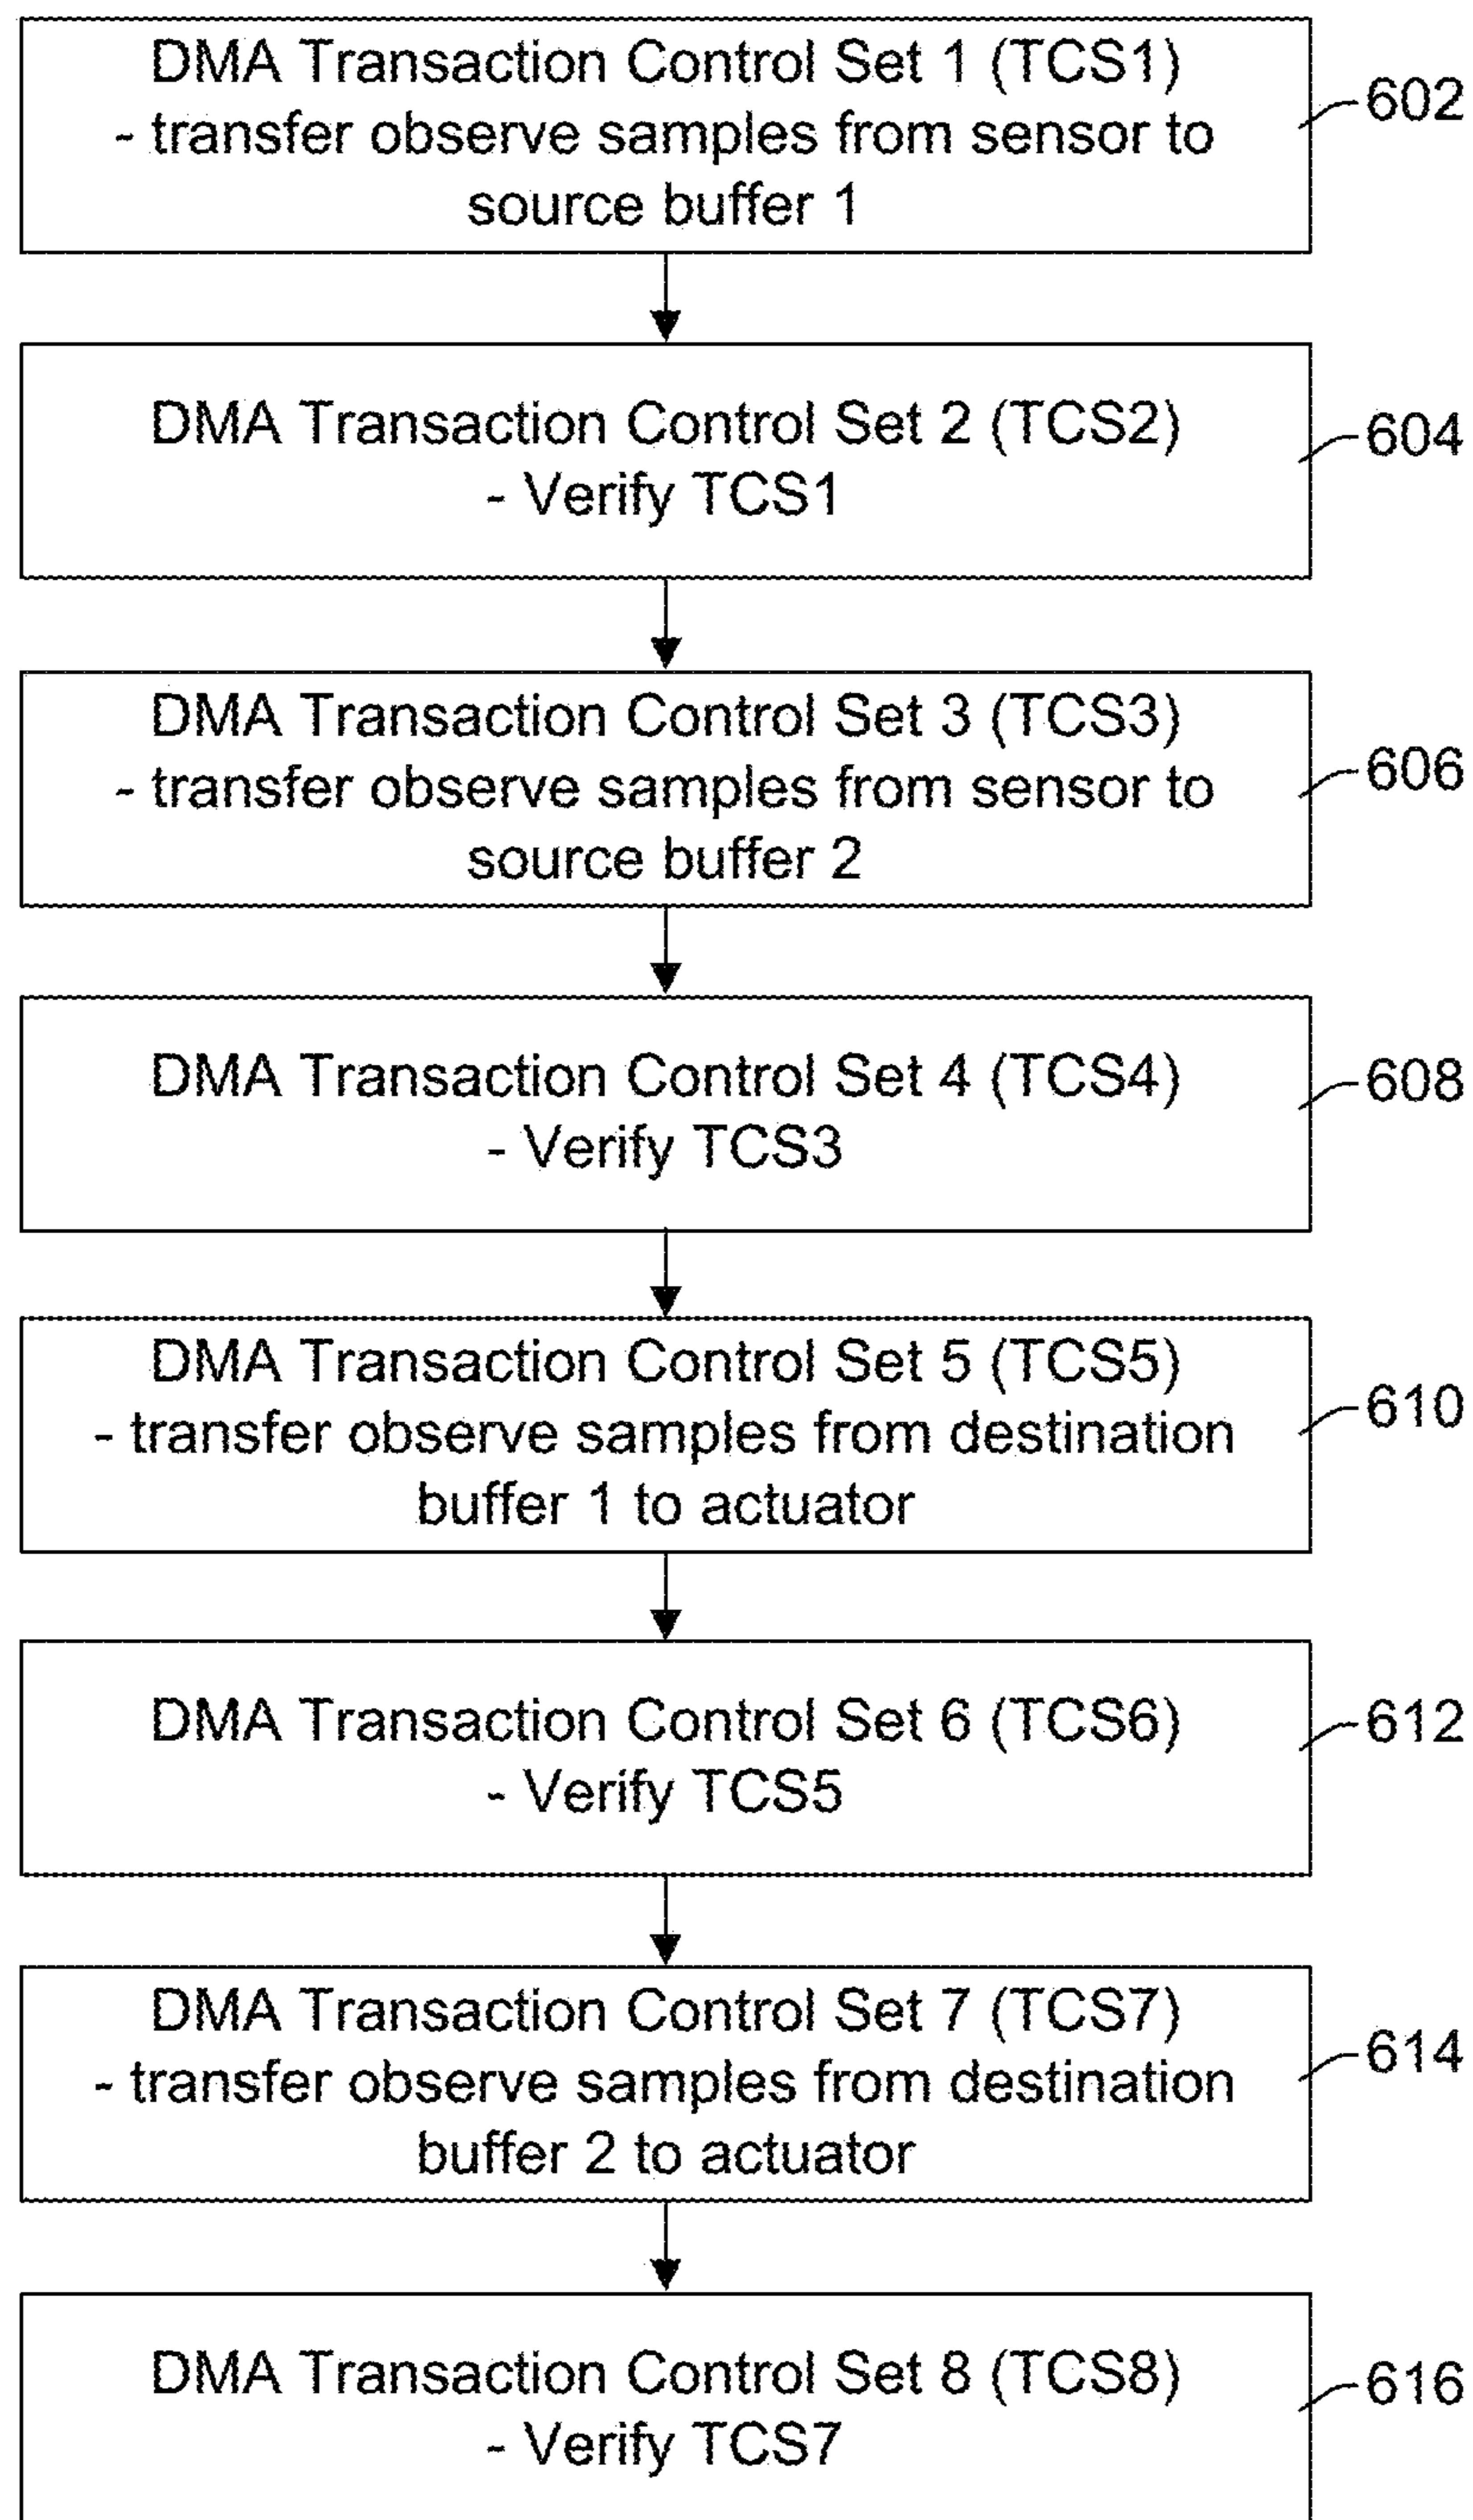 DMA Transaction Control Set 1 (TCS1)
- transfer observe samples from sensor to
source buffer 1
602
DMA Transaction Control Set 2 (TCS2)
- Verify TCS1
604
DMA Transaction Control Set 3 (TCS3)
- transfer observe samples from sensor to
source buffer 2
606
DMA Transaction Control Set 4 (TCS4)
- Verify TCS3
608
DMA Transaction Control Set 5 (TCS5)
- transfer observe samples from destination
buffer 1 to actuator
610
DMA Transaction Control Set 6 (TCS6)
- Verify TCS5
612
DMA Transaction Control Set 7 (TCS7)
- transfer observe samples from destination
buffer 2 to actuator
614
DMA Transaction Control Set 8 (TCS8)
- Verify TCS7
616